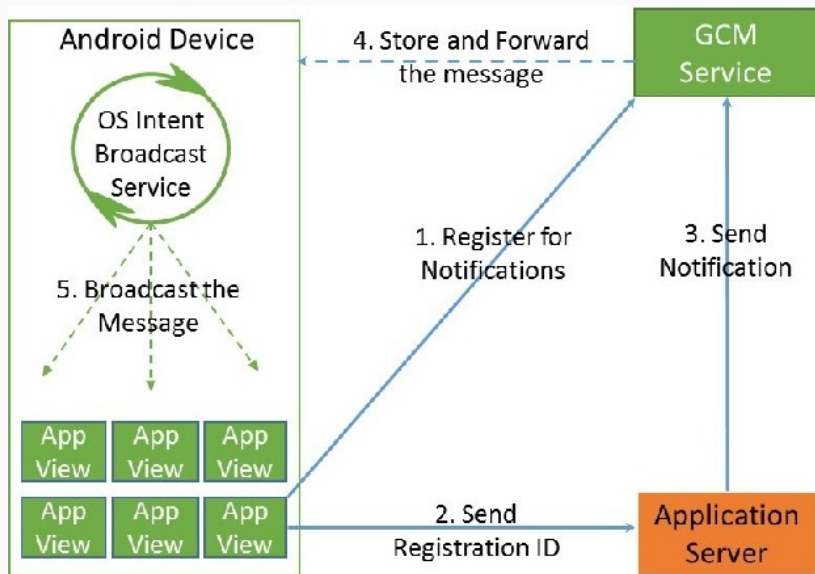 Android Device
OS Intent
Broadcast
Service
5. Broadcast the
Message
App
View
App
View
App
View
App
View
App
View
App
View
4. Store and Forward
the message
GCM
Service
1. Register for
Notifications
3. Send
Notification
2. Send
Registration ID
Application
Server